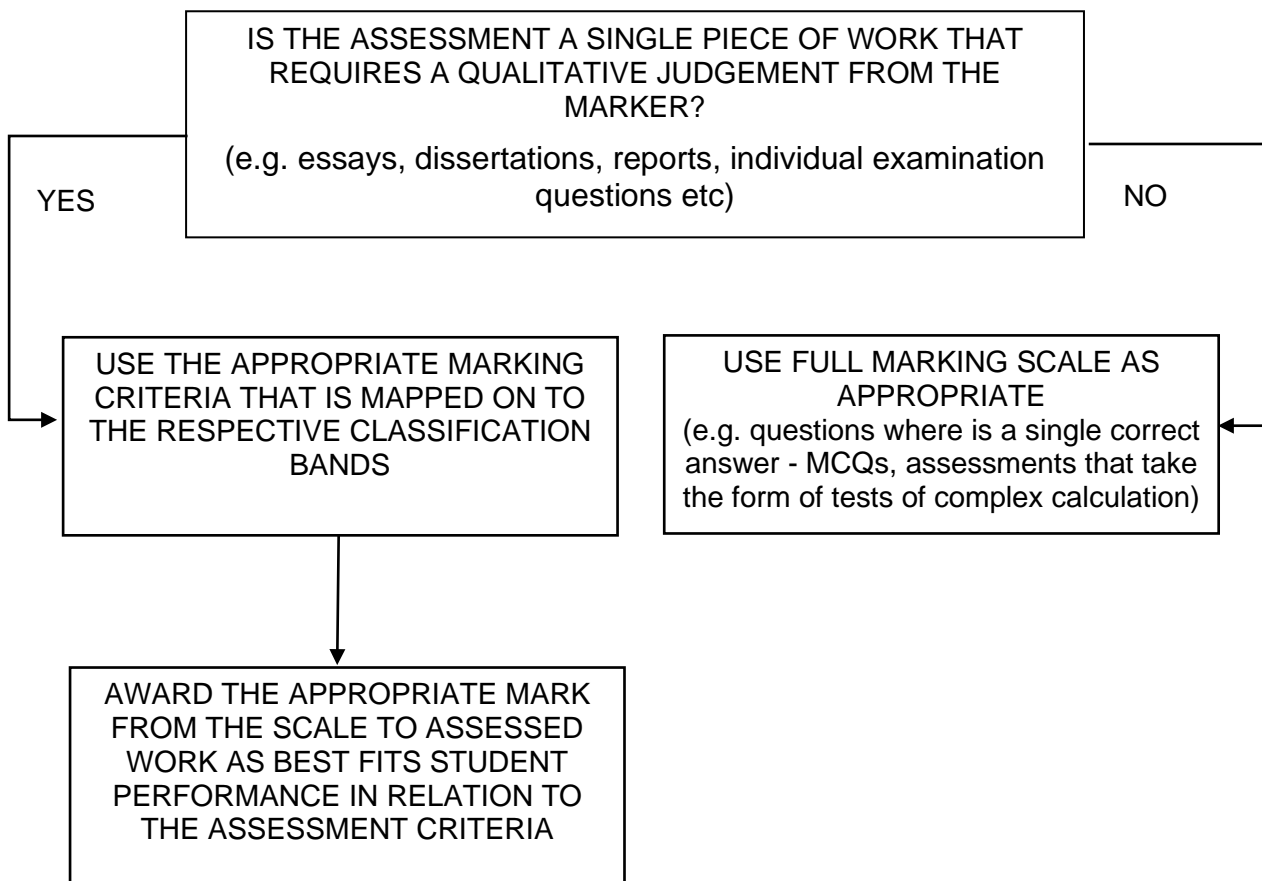 IS THE ASSESSMENT A SINGLE PIECE OF WORK THAT
REQUIRES A QUALITATIVE JUDGEMENT FROM THE
MARKER?
(e.g. essays, dissertations, reports, individual examination
questions etc)
YES
NO
USE THE APPROPRIATE MARKING
CRITERIA THAT IS MAPPED ON TO
THE RESPECTIVE CLASSIFICATION
BANDS
USE FULL MARKING SCALE AS
APPROPRIATE
(e.g. questions where is a single correct
answer - MCQs, assessments that take
the form of tests of complex calculation)
AWARD THE APPROPRIATE MARK
FROM THE SCALE TO ASSESSED
WORK AS BEST FITS STUDENT
PERFORMANCE IN RELATION TO
THE ASSESSMENT CRITERIA